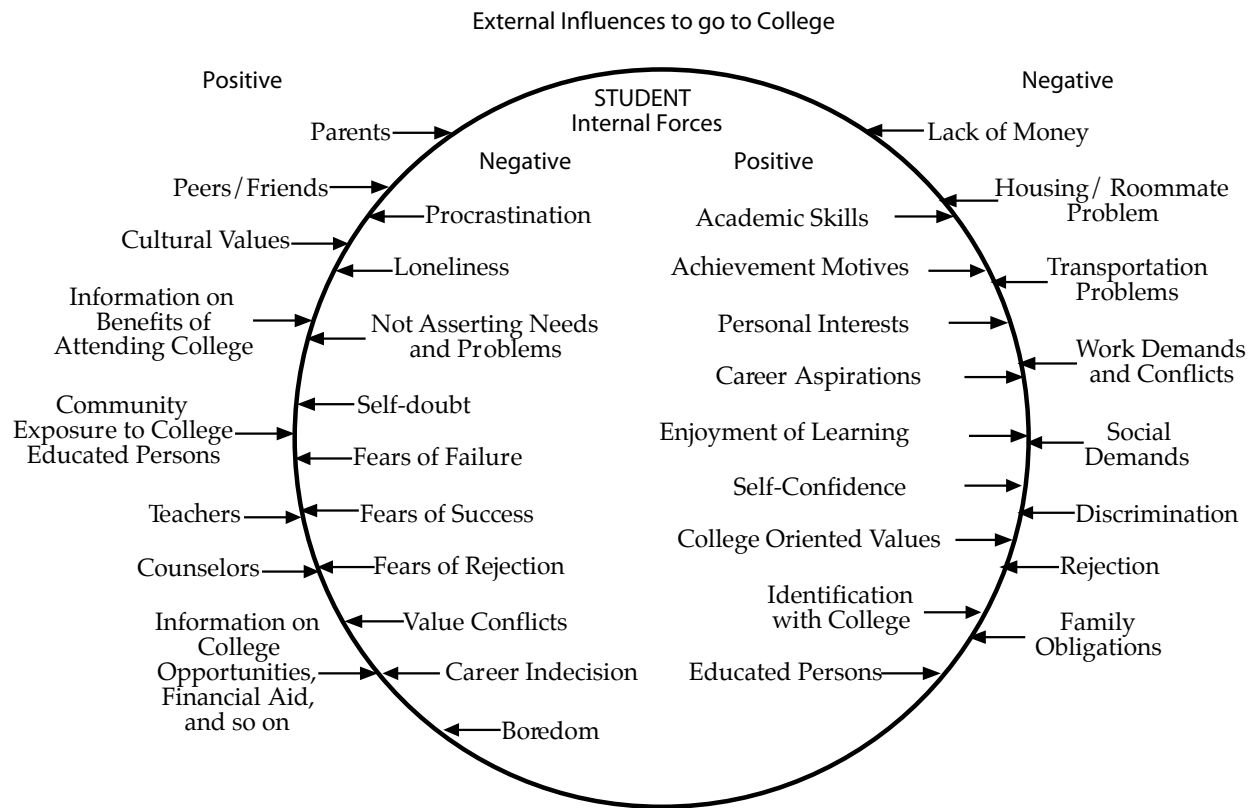 External Influences to go to College
Positive
Negative
STUDENT
Internal Forces
Negative
Positive
Parents
Peers/Friends
Cultural Values
Information on
Benefits of
Attending College
Community
Exposure to College
Educated Persons
Teachers
Counselors
Information on
College
Opportunities,
Financial Aid,
and so on
Procrastination
Loneliness
Not Asserting Needs
and Problems
Self-doubt
Fears of Failure
Fears of Success
Fears of Rejection
Value Conflicts
Career Indecision
Boredom
Academic Skills
Achievement Motives
Personal Interests
Career Aspirations
Enjoyment of Learning
Self-Confidence
College Oriented Values
Identification
with College
Educated Persons
Lack of Money
Housing/ Roommate
Problem
Transportation
Problems
Work Demands
and Conflicts
Social
Demands
Discrimination
Rejection
Family
Obligations